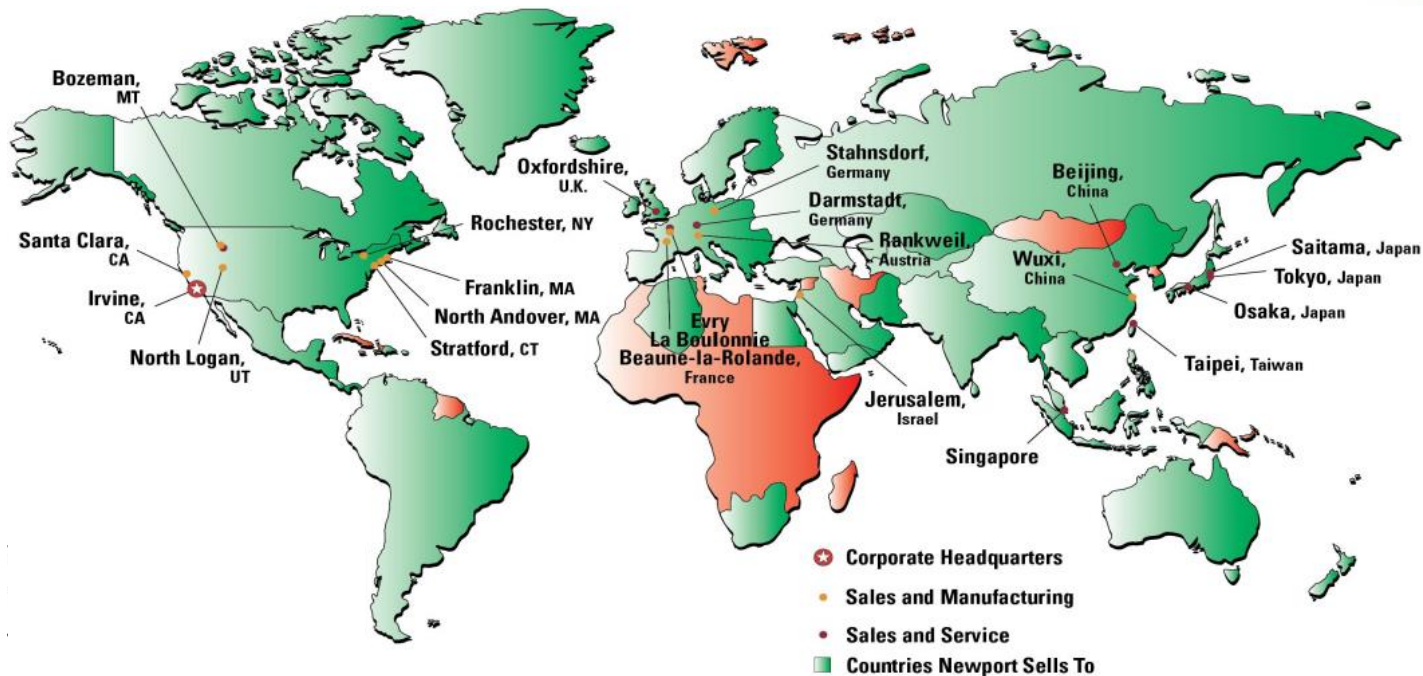 Bozeman,
MT
Santa Clara,
CA
Irvine,
CA
North Logan,
UT
Rochester, NY
Franklin, MA
North Andover, MA
Stratford, CT
Oxfordshire,
U.K.
Stahnsdorf,
Germany
Darmstadt,
Germany
Rankweil,
Austria
Evry
La Boulonnie
Beaune-la-Rolande,
France
Jerusalem,
Israel
Beijing,
China
Wuxi,
China
Saitama, Japan
Tokyo, Japan
Osaka, Japan
Taipei, Taiwan
Singapore
Corporate Headquarters
Sales and Manufacturing
Sales and Service
Countries Newport Sells To